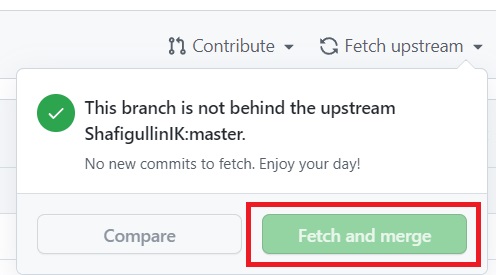 Contribute Fetch upstream
This branch is not behind the upstream
ShafigullinIK:master.
No new commits to fetch. Enjoy your day!
Compare Fetch and merge